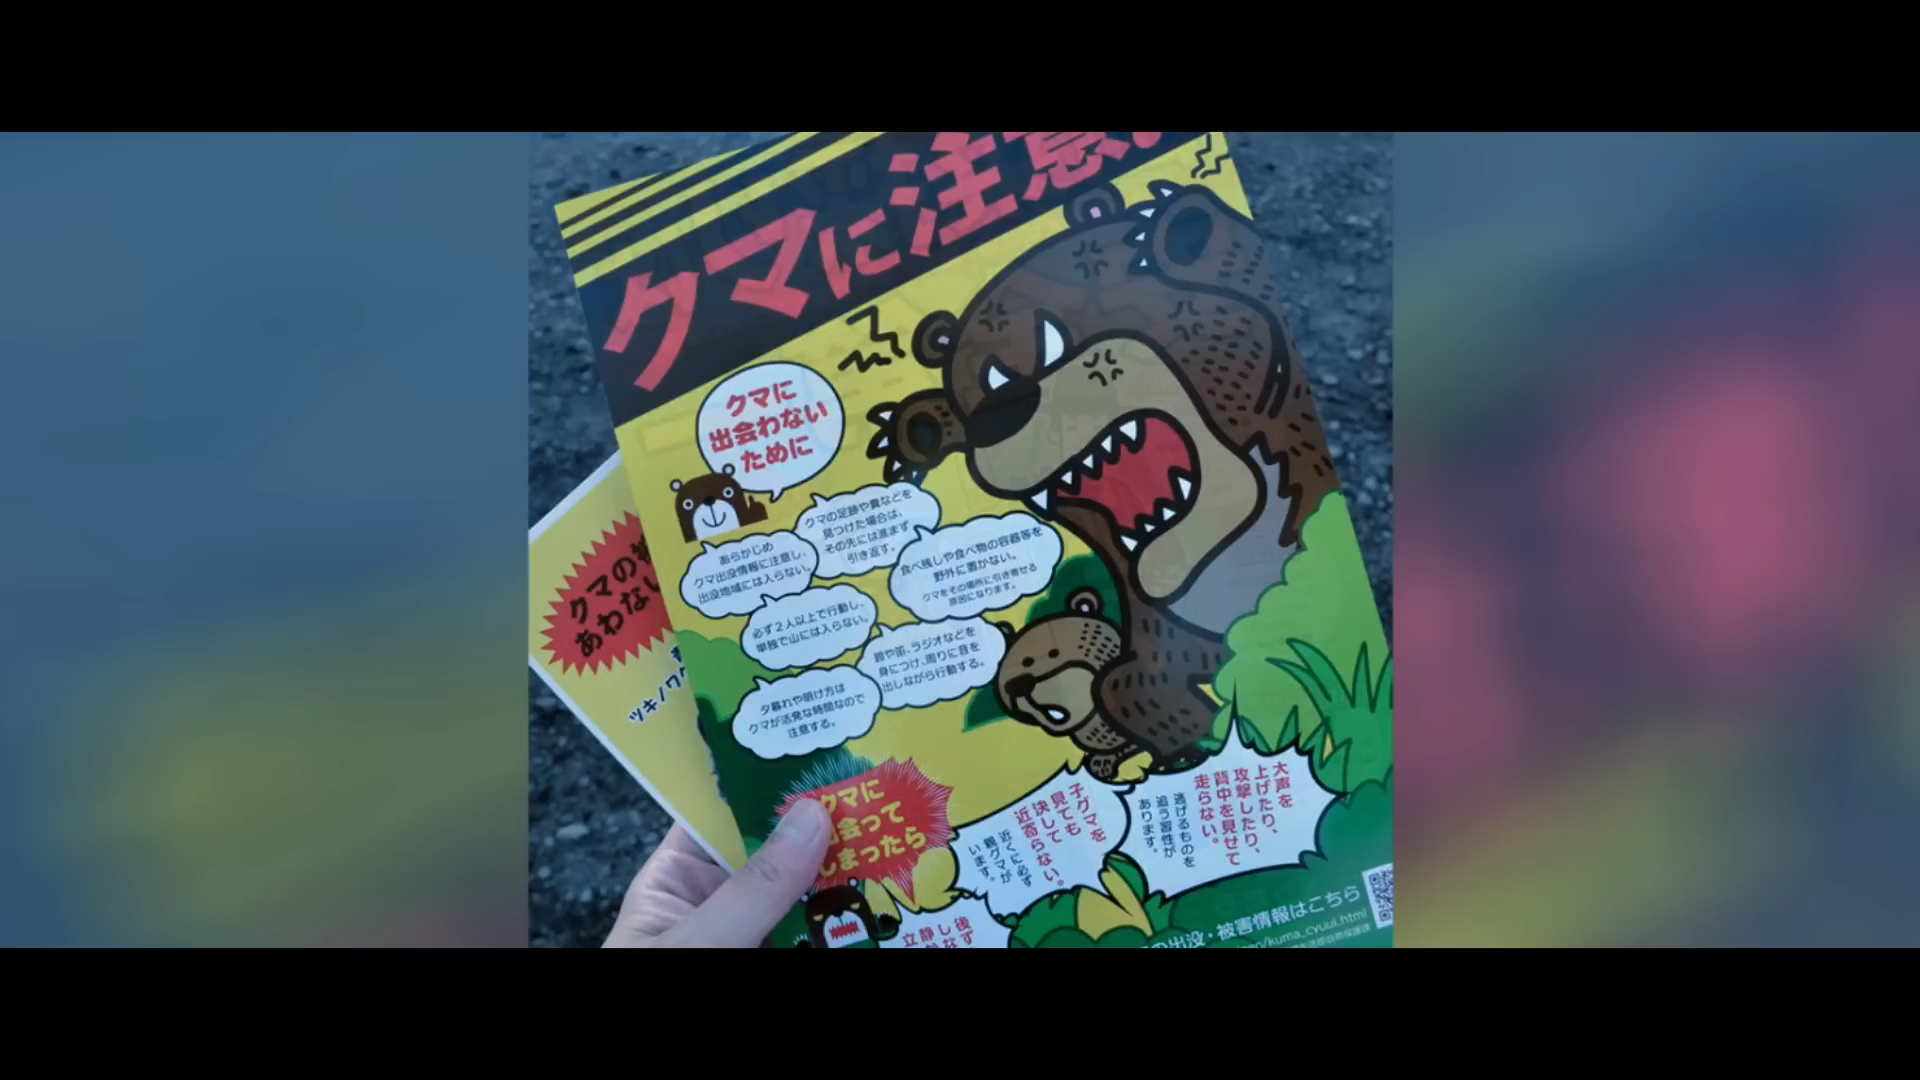 クマに注意!
クマに
出会わない
ために
クマの足跡や糞などを
見つけた場合は、
その先には進まず
引き返す。
あらかじめ
クマ出没情報に注意し、
出没地域には入らない。
食べ残しや食べ物の容器等を
野外に置かない。
クマをその場所に引き寄せる
原因になります。
必ず2人以上で行動し、
単独で山には入らない。
鈴や笛、ラジオなどを
身につけ、周りに音を
出しながら行動する。
夕暮れや明け方は
クマが活発な時間なので
注意する。
クマの
あわない
ツキノワ
クマに
出会って
しまったら
大声を
上げたり、
攻撃したり、
背中を見せて
走らない。
逃げるものを
追う習性が
あります。
子グマを
見ても
決して
近寄らない。
近くに必ず
親グマが
います。
後ず
しな
静か
立
の出没・被害情報はこちら
/kuma_cyuui.html